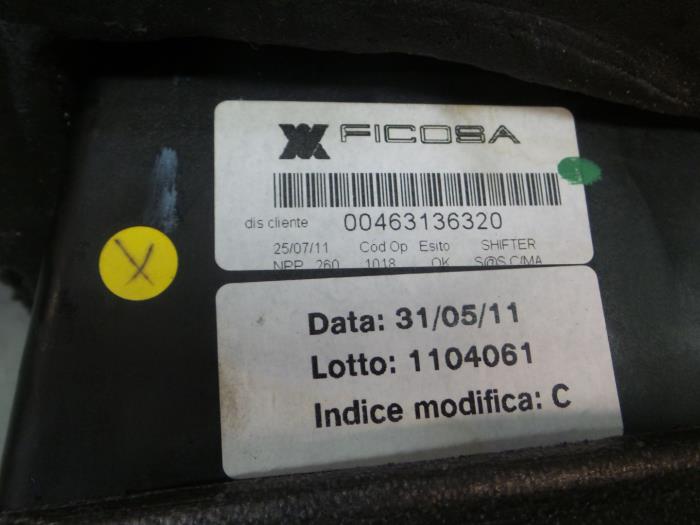 FICOSA
dis cliente 00463136320
25/07/11 Cod Op Esito SHIFTER
NPP 260 1018 OK S@S C/MA
Data: 31/05/11
Lotto: 1104061
Indice modifica: C
X